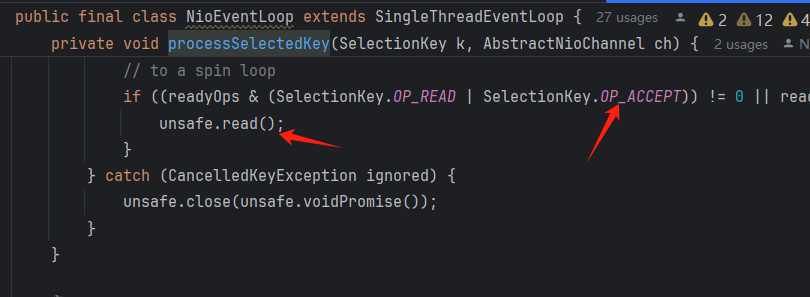 public final class NioEventLoop extends SingleThreadEventLoop { 27 usages 2 12 4
private void processSelectedKey(SelectionKey k, AbstractNioChannel ch) { 2 usages
// to a spin loop
if ((readyOps & (SelectionKey.OP_READ | SelectionKey.OP_ACCEPT)) != 0 ||
unsafe.read();
}
} catch (CancelledKeyException ignored) {
unsafe.close(unsafe.voidPromise());
}
}